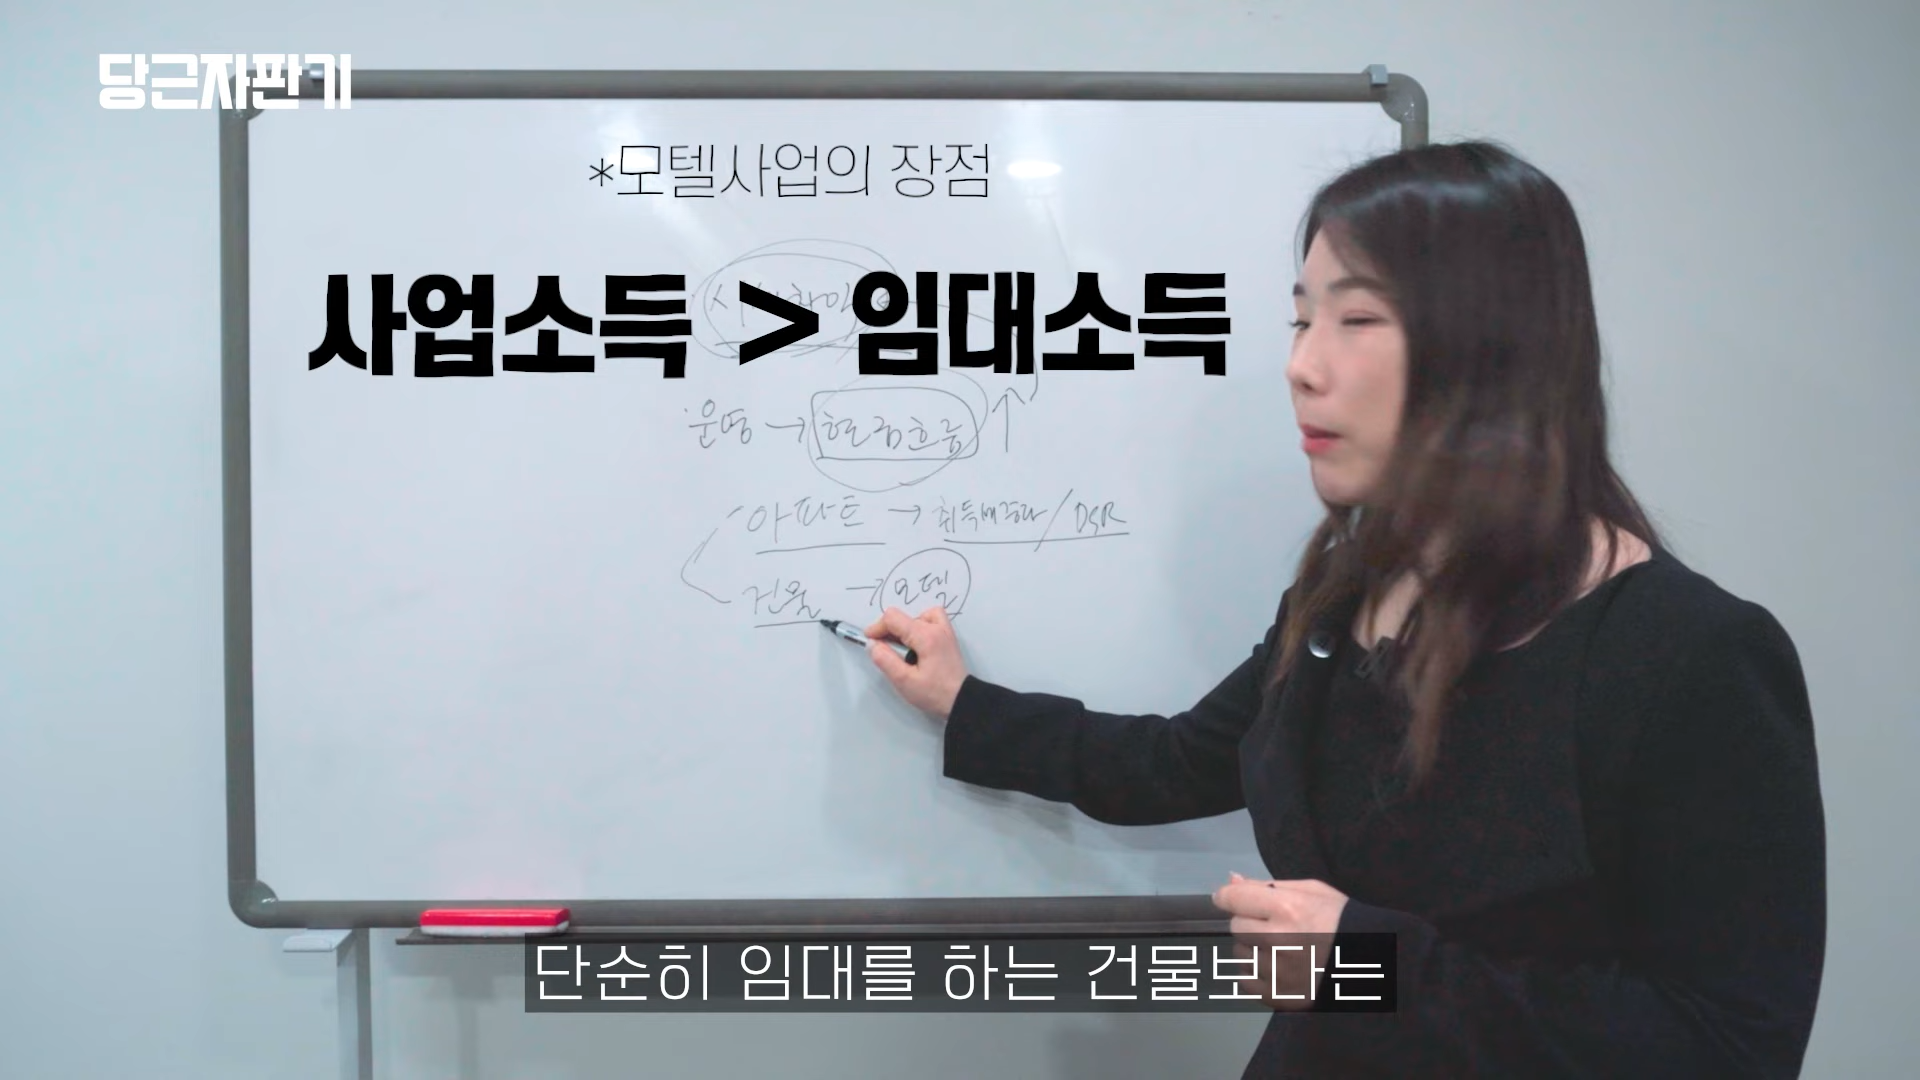 당근자판기
*모텔사업의 장점
사업소득 > 임대소득
운영 → 현금흐름 ↑
아파트 → 취득세 중과 / DSR
건물 → 모텔
단순히 임대를 하는 건물보다는